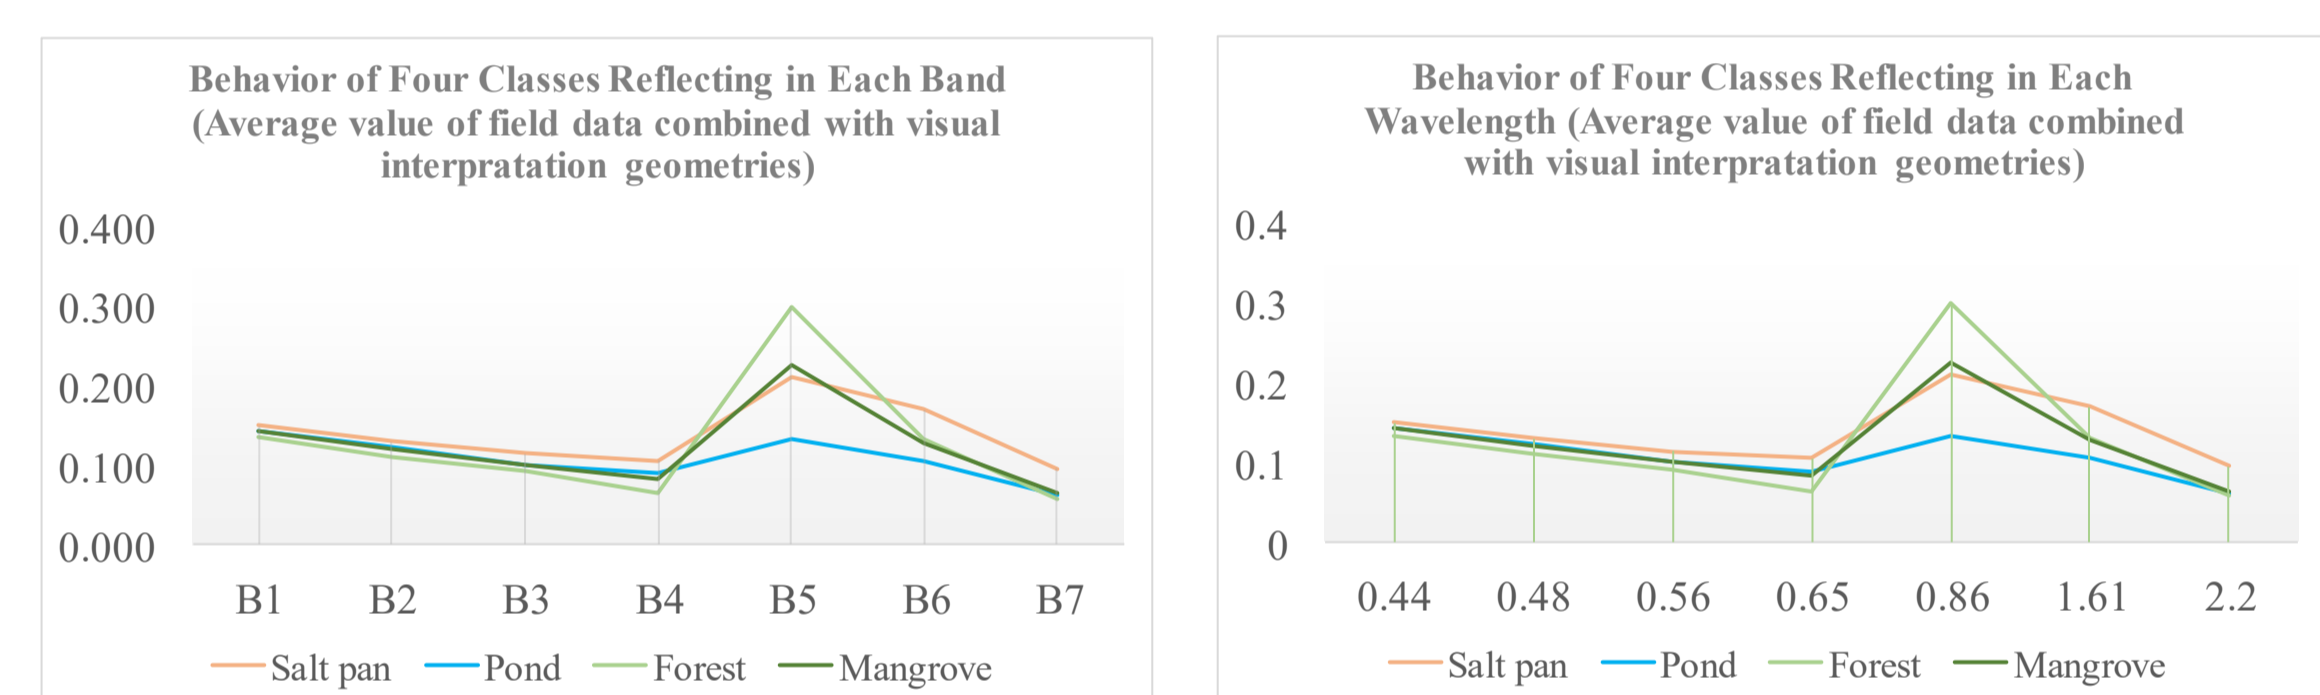 Behavior of Four Classes Reflecting in Each Band
(Average value of field data combined with visual
interpratation geometries)
0.400
0.300
0.200
0.100
0.000
B1 B2 B3 B4 B5 B6 B7
Salt pan Pond Forest Mangrove
Behavior of Four Classes Reflecting in Each
Wavelength (Average value of field data combined
with visual interpratation geometries)
0.4
0.3
0.2
0.1
0
0.44 0.48 0.56 0.65 0.86 1.61 2.2
Salt pan Pond Forest Mangrove